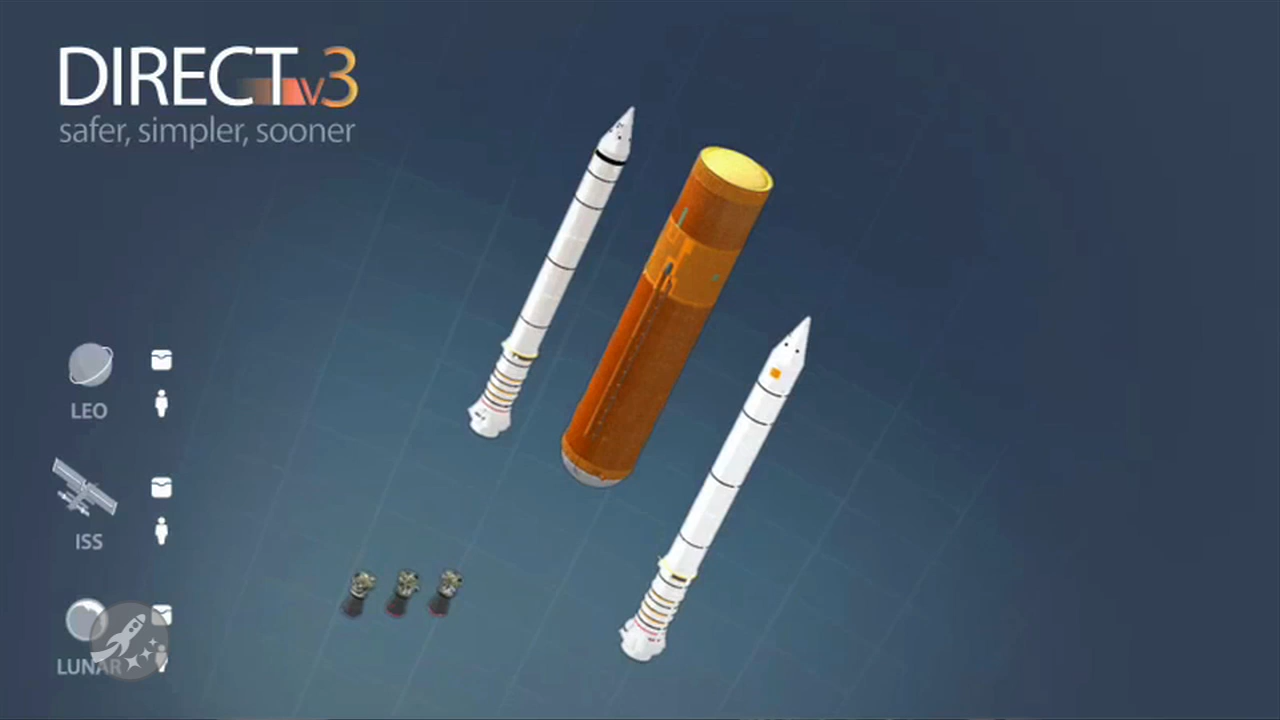 DIRECTv3
safer, simpler, sooner
LEO
ISS
LUNAR